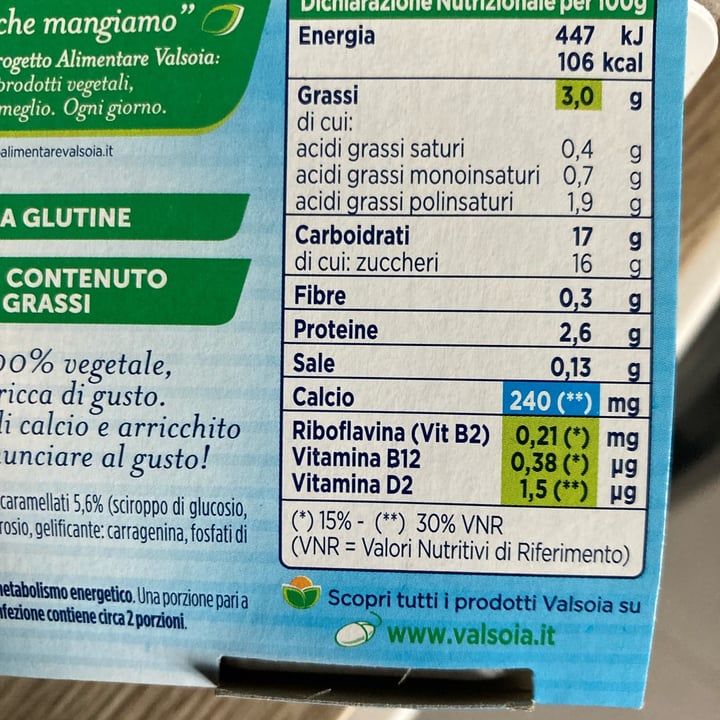 che mangiamo"
rogetto Alimentare Valsoia:
prodotti vegetali,
meglio. Ogni giorno.
alimentarevalsoia.it
A GLUTINE
CONTENUTO
GRASSI
00% vegetale,
ricca di gusto.
di calcio e arricchito
unciare al gusto!
caramellati 5,6% (sciroppo di glucosio,
rosio, gelificante: carragenina, fosfati di
metabolismo energetico. Una porzione pari a
nfezione contiene circa 2 porzioni.
Dichiarazione Nutrizionale per 100g
Energia 447 kJ
106 kcal
Grassi 3,0 g
di cui:
acidi grassi saturi 0,4 g
acidi grassi monoinsaturi 0,7 g
acidi grassi polinsaturi 1,9 g
Carboidrati 17 g
di cui: zuccheri 16 g
Fibre 0,3 g
Proteine 2,6 g
Sale 0,13 g
Calcio 240 (**) mg
Riboflavina (Vit B2) 0,21 (*) mg
Vitamina B12 0,38 (*) µg
Vitamina D2 1,5 (**) µg
(*) 15% - (**) 30% VNR
(VNR = Valori Nutritivi di Riferimento)
Scopri tutti i prodotti Valsoia su
www.valsoia.it